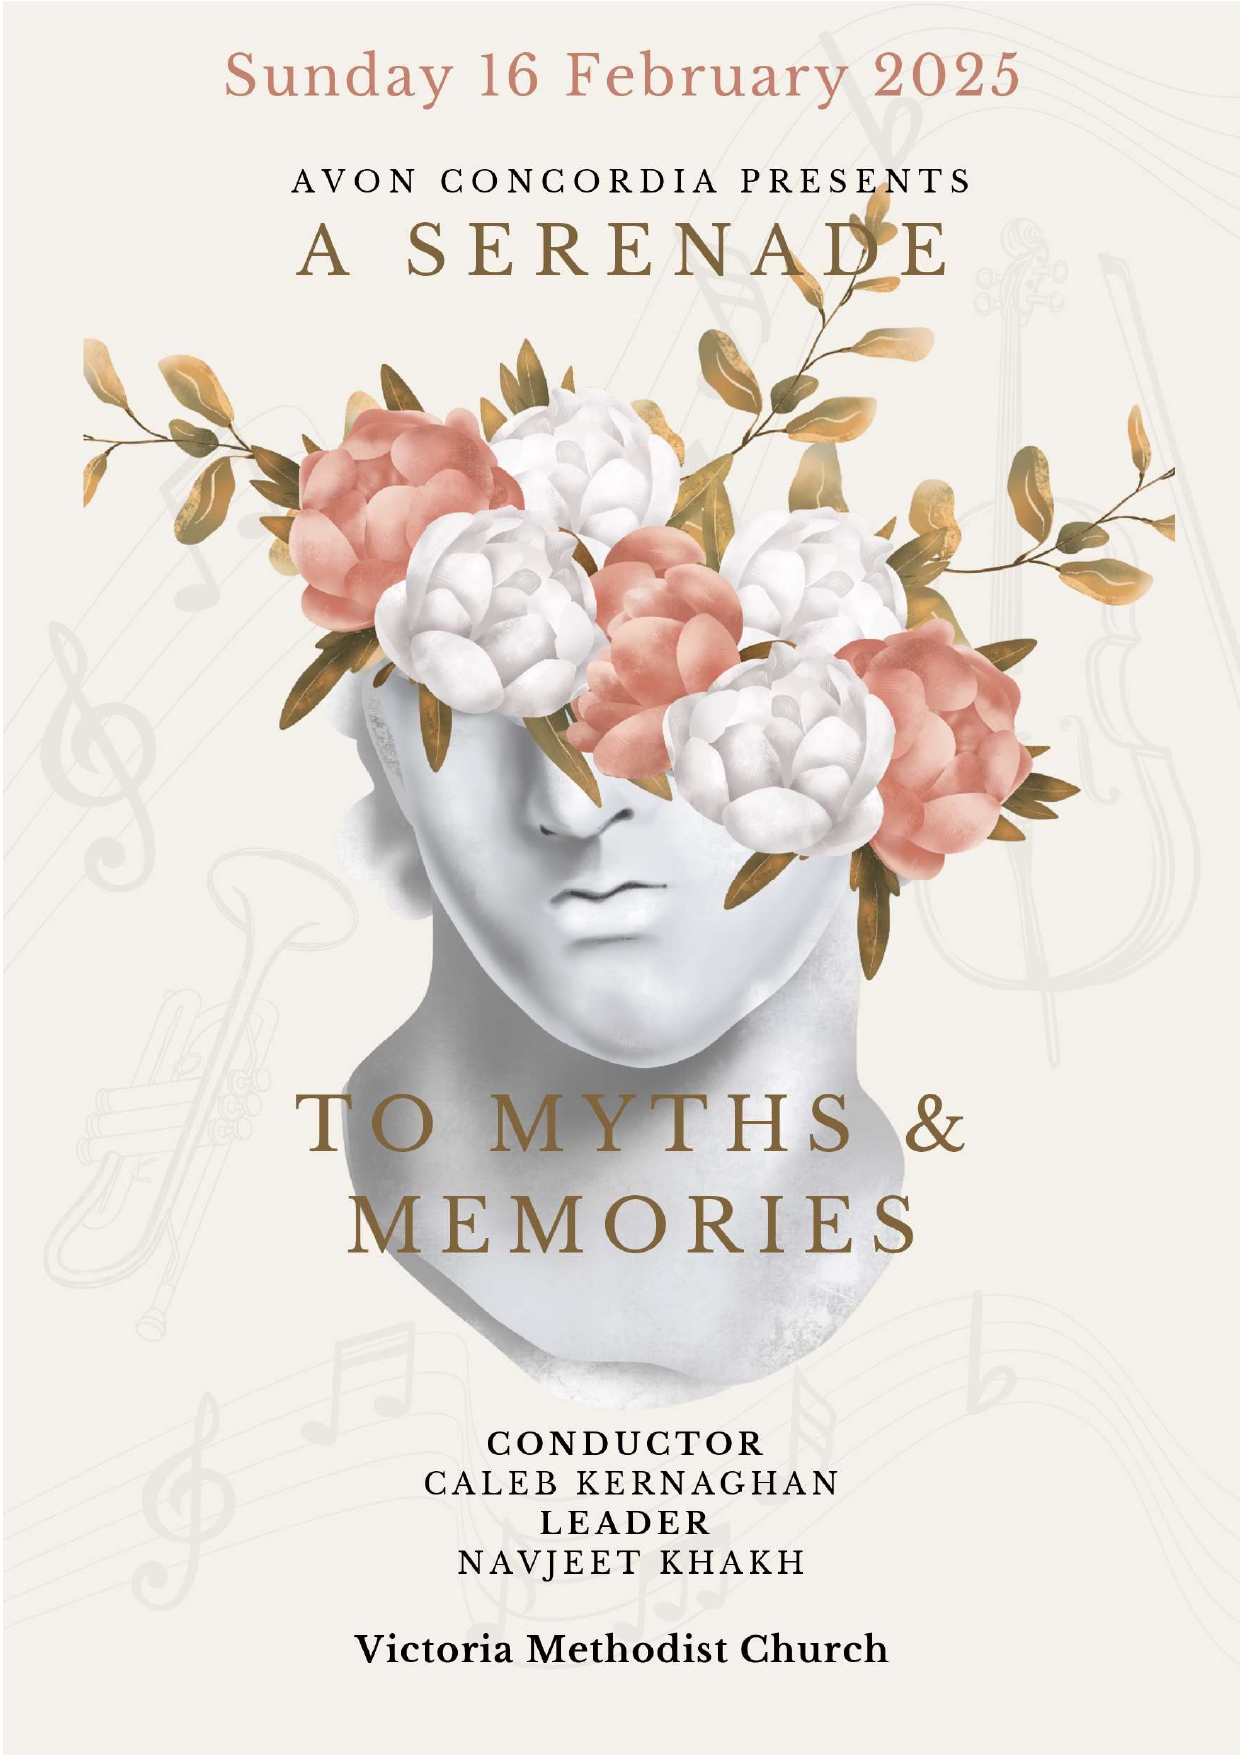 Sunday 16 February 2025
AVON CONCORDIA PRESENTS
A SERENADE
TO MYTHS &
MEMORIES
CONDUCTOR
CALEB KERNAGHAN
LEADER
NAVJEET KHAKH
Victoria Methodist Church